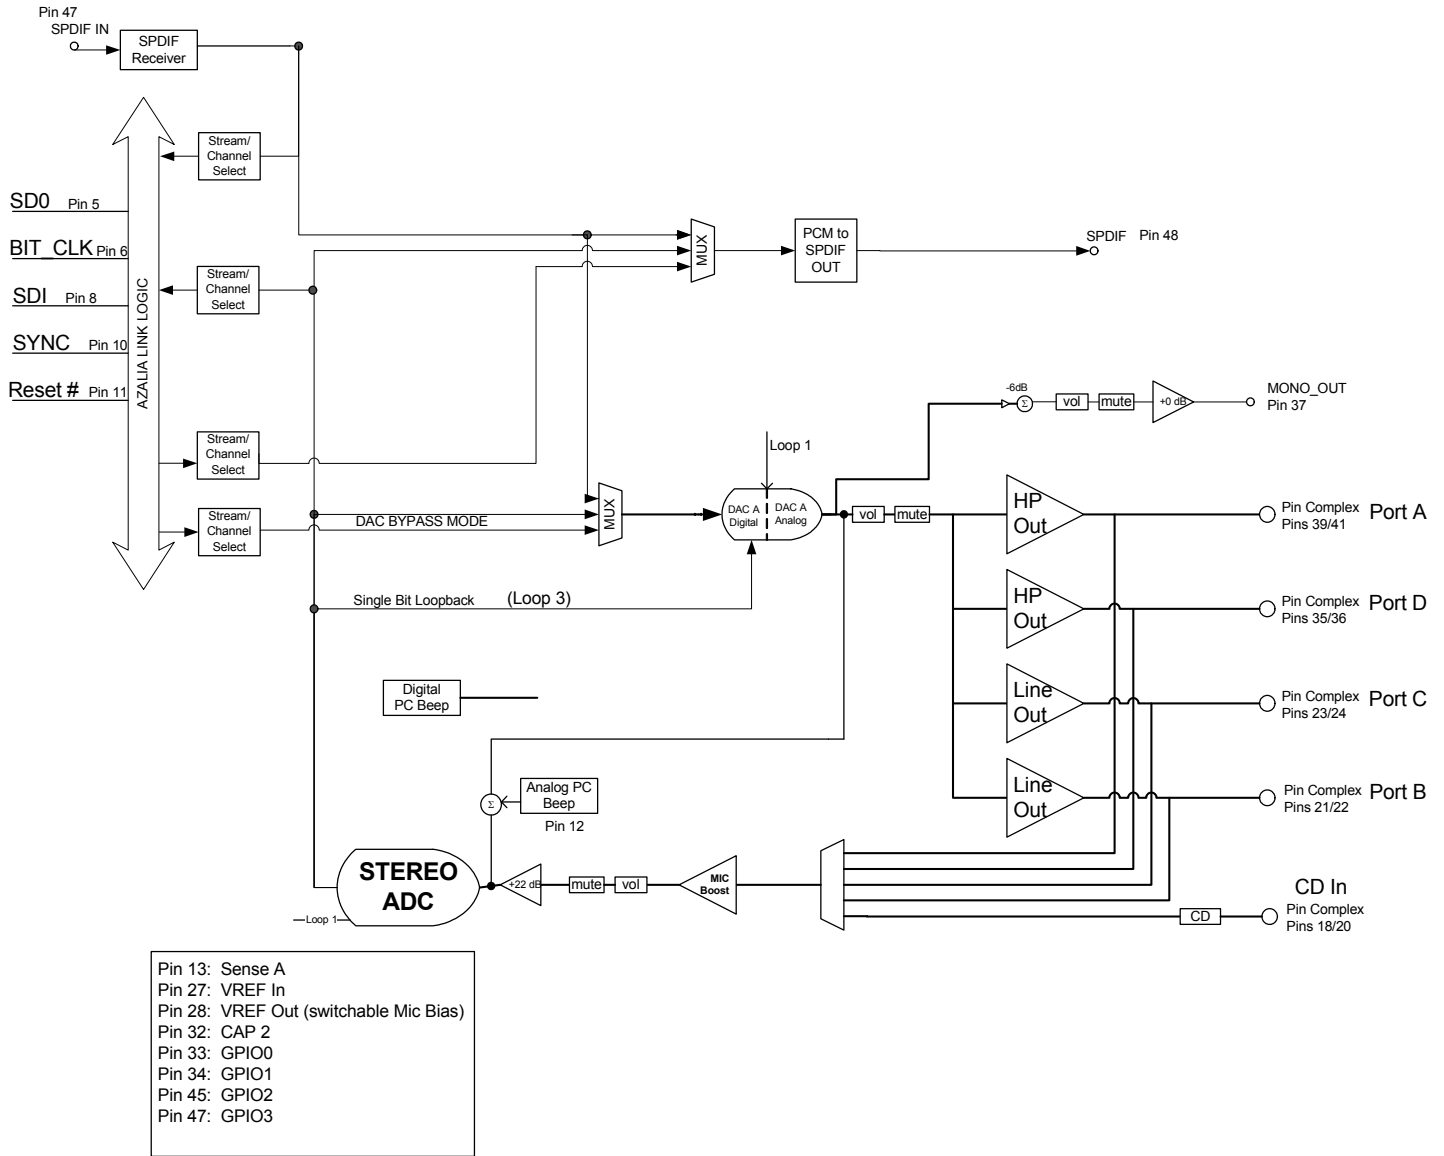 Pin 47
SPDIF IN
SPDIF
Receiver
Stream/
Channel
Select
SD0 Pin 5
BIT_CLK Pin 6
SDI Pin 8
SYNC Pin 10
Reset # Pin 11
AZALIA LINK LOGIC
Stream/
Channel
Select
Stream/
Channel
Select
Stream/
Channel
Select
MUX
PCM to
SPDIF
OUT
SPDIF Pin 48
-6dB
Σ
vol
mute
+0 dB
MONO_OUT
Pin 37
Loop 1
DAC BYPASS MODE
MUX
DAC A
Digital
DAC A
Analog
vol
mute
HP
Out
Pin Complex
Pins 39/41
Port A
Single Bit Loopback (Loop 3)
HP
Out
Pin Complex
Pins 35/36
Port D
Digital
PC Beep
Line
Out
Pin Complex
Pins 23/24
Port C
Σ
Analog PC
Beep
Pin 12
Line
Out
Pin Complex
Pins 21/22
Port B
STEREO
ADC
Loop 1
+22 dB
mute
vol
MIC
Boost
CD
CD In
Pin Complex
Pins 18/20
Pin 13: Sense A
Pin 27: VREF In
Pin 28: VREF Out (switchable Mic Bias)
Pin 32: CAP 2
Pin 33: GPIO0
Pin 34: GPIO1
Pin 45: GPIO2
Pin 47: GPIO3